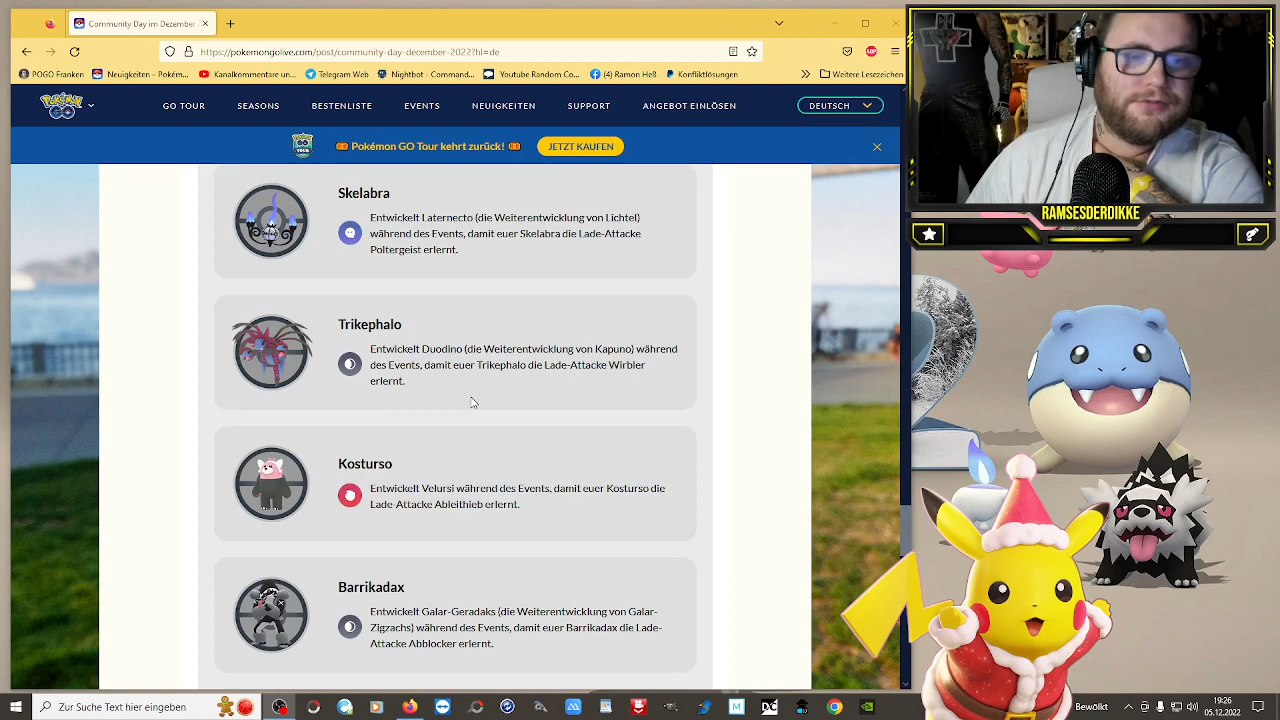 Community Day im Dezember
https://pokemongolive.com/post/community-day-december-2022?hl=de
POGO Franken
Neuigkeiten – Pokém…
Kanalkommentare un…
Telegram Web
Nightbot - Command…
Youtube Random Co…
(4) Ramon Heß
Konfliktlösungen
Weitere Lesezeichen
POKÉMON GO
GO TOUR
SEASONS
BESTENLISTE
EVENTS
NEUIGKEITEN
SUPPORT
ANGEBOT EINLÖSEN
DEUTSCH
Pokémon GO Tour kehrt zurück!
JETZT KAUFEN
Skelabra
Entwickelt Laternecto (die Weiterentwicklung von Lichtel)
während des Events, damit euer Skelabra die Lade-Attacke
Poltergeist erlernt.
Trikephalo
Entwickelt Duodino (die Weiterentwicklung von Kapuno) während
des Events, damit euer Trikephalo die Lade-Attacke Wirbler
erlernt.
Kosturso
Entwickelt Velursi während des Events, damit euer Kosturso die
Lade-Attacke Ableithieb erlernt.
Barrikadax
Entwickelt Galar-Geradaks (die Weiterentwicklung von Galar-
Zigzachs) während des Events, damit euer Barrikadax die Lade-
Attacke Abblocker erlernt.
RAMSESDERDIKKE
Zur Suche Text hier eingeben
Bewölkt
19:26
05.12.2022